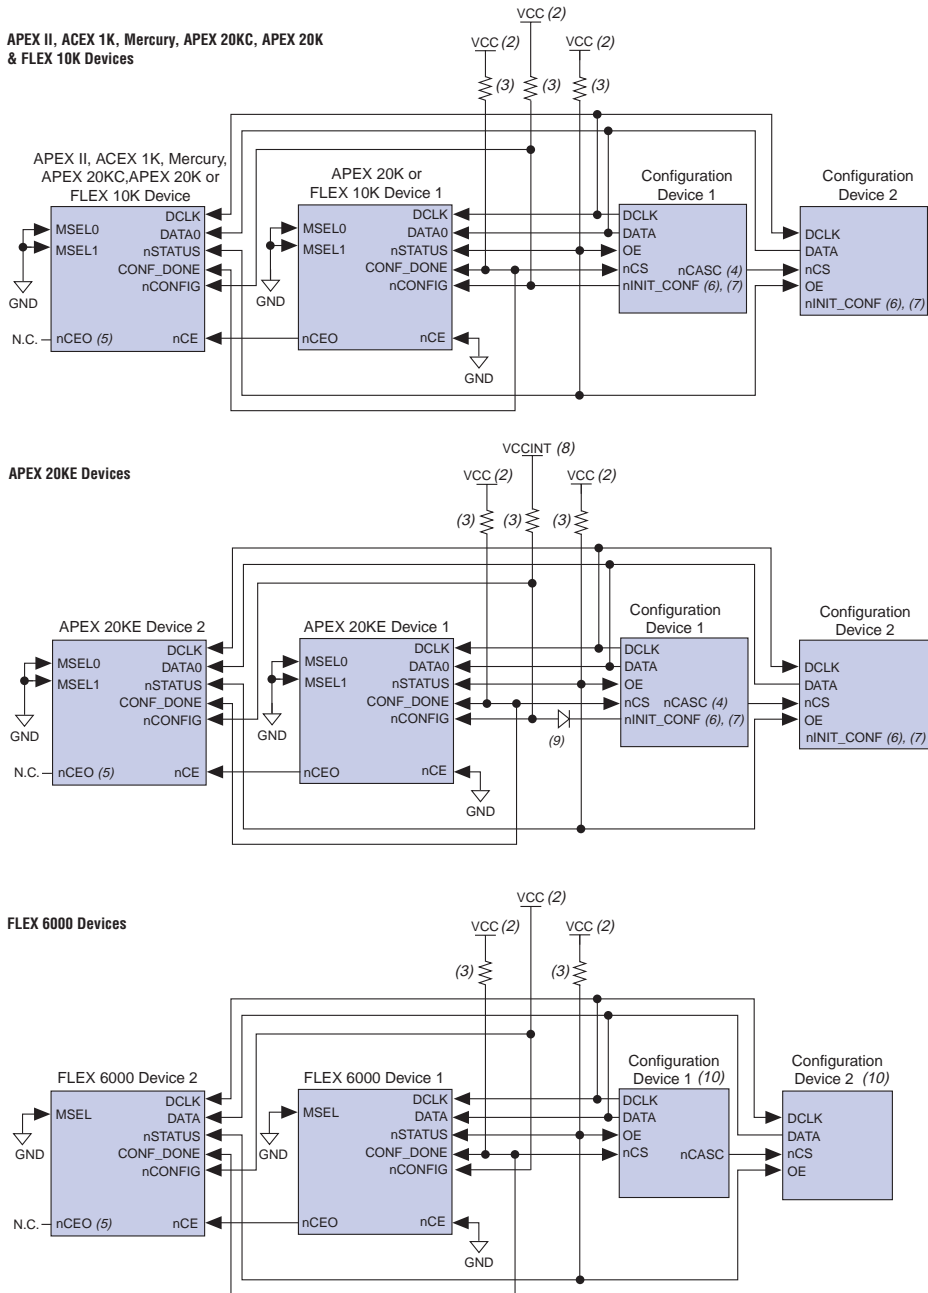 APEX II, ACEX 1K, Mercury, APEX 20KC, APEX 20K
& FLEX 10K Devices
VCC (2)
VCC (2)
VCC (2)
(3)
(3)
(3)
APEX II, ACEX 1K, Mercury,
APEX 20KC,APEX 20K or
FLEX 10K Device
MSEL0
MSEL1
DCLK
DATA0
nSTATUS
CONF_DONE
nCONFIG
GND
N.C.
nCEO (5)
nCE
APEX 20K or
FLEX 10K Device 1
MSEL0
MSEL1
DCLK
DATA0
nSTATUS
CONF_DONE
nCONFIG
GND
nCEO
nCE
GND
Configuration
Device 1
DCLK
DATA
OE
nCS
nCASC (4)
nINIT_CONF (6), (7)
Configuration
Device 2
DCLK
DATA
nCS
OE
nINIT_CONF (6), (7)
APEX 20KE Devices
VCCINT (8)
VCC (2)
VCC (2)
(3)
(3)
(3)
APEX 20KE Device 2
MSEL0
MSEL1
DCLK
DATA0
nSTATUS
CONF_DONE
nCONFIG
GND
N.C.
nCEO (5)
nCE
APEX 20KE Device 1
MSEL0
MSEL1
DCLK
DATA0
nSTATUS
CONF_DONE
nCONFIG
GND
nCEO
nCE
GND
(9)
Configuration
Device 1
DCLK
DATA
OE
nCS
nCASC (4)
nINIT_CONF (6), (7)
Configuration
Device 2
DCLK
DATA
nCS
OE
nINIT_CONF (6), (7)
FLEX 6000 Devices
VCC (2)
VCC (2)
VCC (2)
(3)
(3)
FLEX 6000 Device 2
MSEL
DCLK
DATA
nSTATUS
CONF_DONE
nCONFIG
GND
N.C.
nCEO (5)
nCE
FLEX 6000 Device 1
MSEL
DCLK
DATA
nSTATUS
CONF_DONE
nCONFIG
GND
nCEO
nCE
GND
Configuration
Device 1 (10)
DCLK
DATA
OE
nCS
nCASC
Configuration
Device 2 (10)
DCLK
DATA
nCS
OE